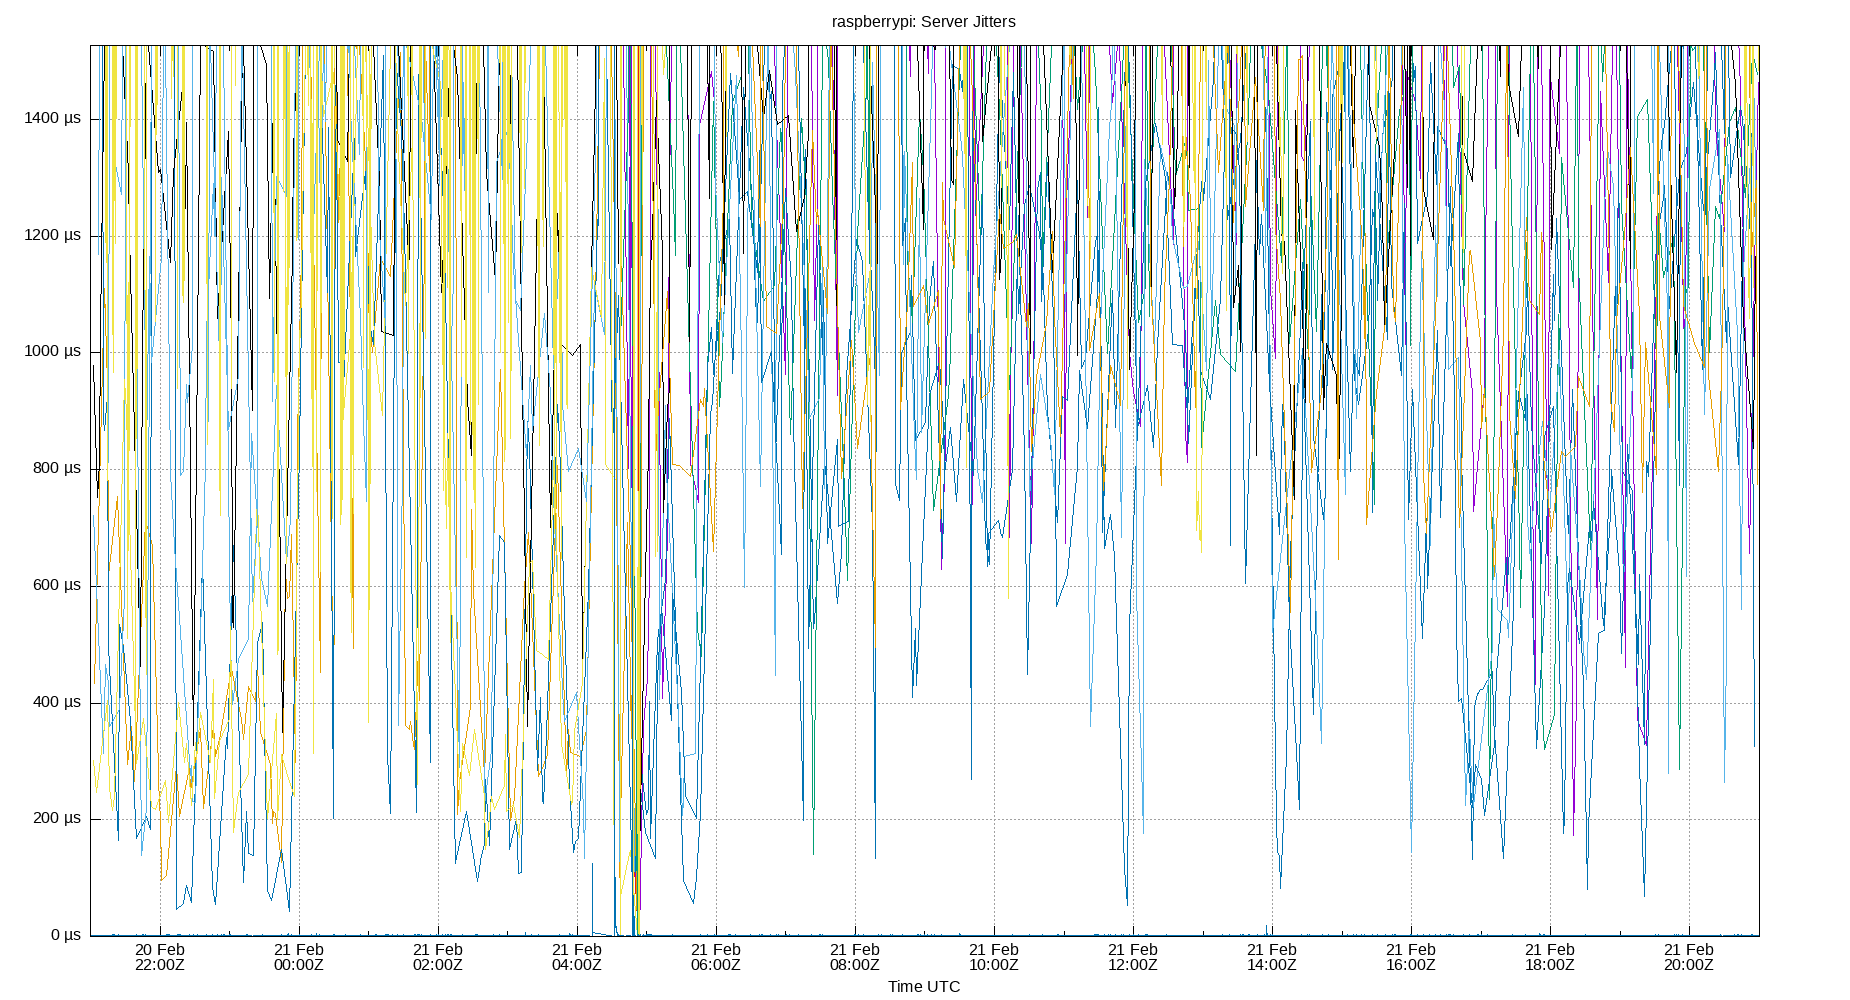 raspberrypi: Server Jitters
1400 µs
1200 µs
1000 µs
800 µs
600 µs
400 µs
200 µs
0 µs
20 Feb 21 Feb 21 Feb 21 Feb 21 Feb 21 Feb 21 Feb 21 Feb 21 Feb 21 Feb 21 Feb 21 Feb
22:00Z 00:00Z 02:00Z 04:00Z 06:00Z 08:00Z 10:00Z 12:00Z 14:00Z 16:00Z 18:00Z 20:00Z
Time UTC